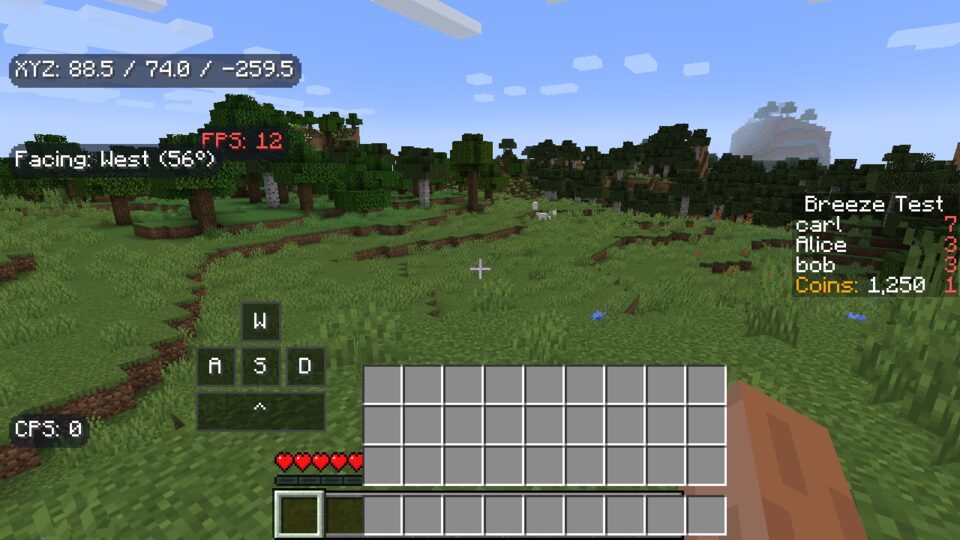 XYZ: 88.5 / 74.0 / -259.5
FPS: 12
Facing: West (56°)
Breeze Test
carl 7
Alice 3
bob 3
Coins: 1,250 1
W
A S D
^
CPS: 0